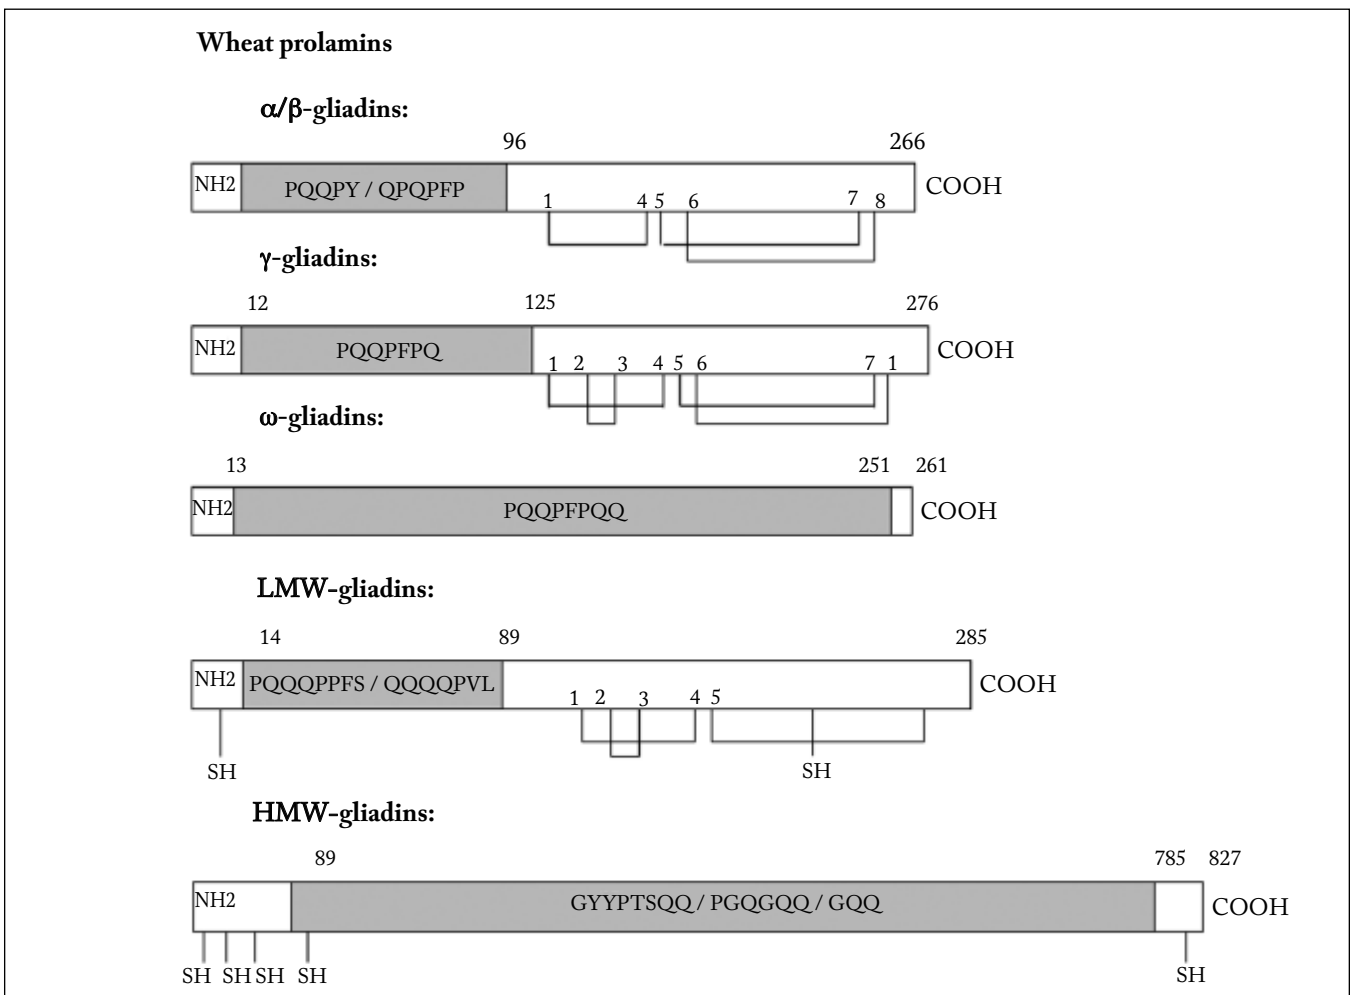 Wheat prolamins
α/β-gliadins:
96 266
NH2 PQQPY / QPQPFP COOH
1 4 5 6 7 8
γ-gliadins:
12 125 276
NH2 PQQPFPQ COOH
1 2 3 4 5 6 7 1
ω-gliadins:
13 251 261
NH2 PQQPFPQQ COOH
LMW-gliadins:
14 89 285
NH2 PQQQPPFS / QQQQPVL COOH
1 2 3 4 5
SH SH
HMW-gliadins:
89 785 827
NH2 GYYPTSQQ / PGQGQQ / GQQ COOH
SH SH SH SH SH